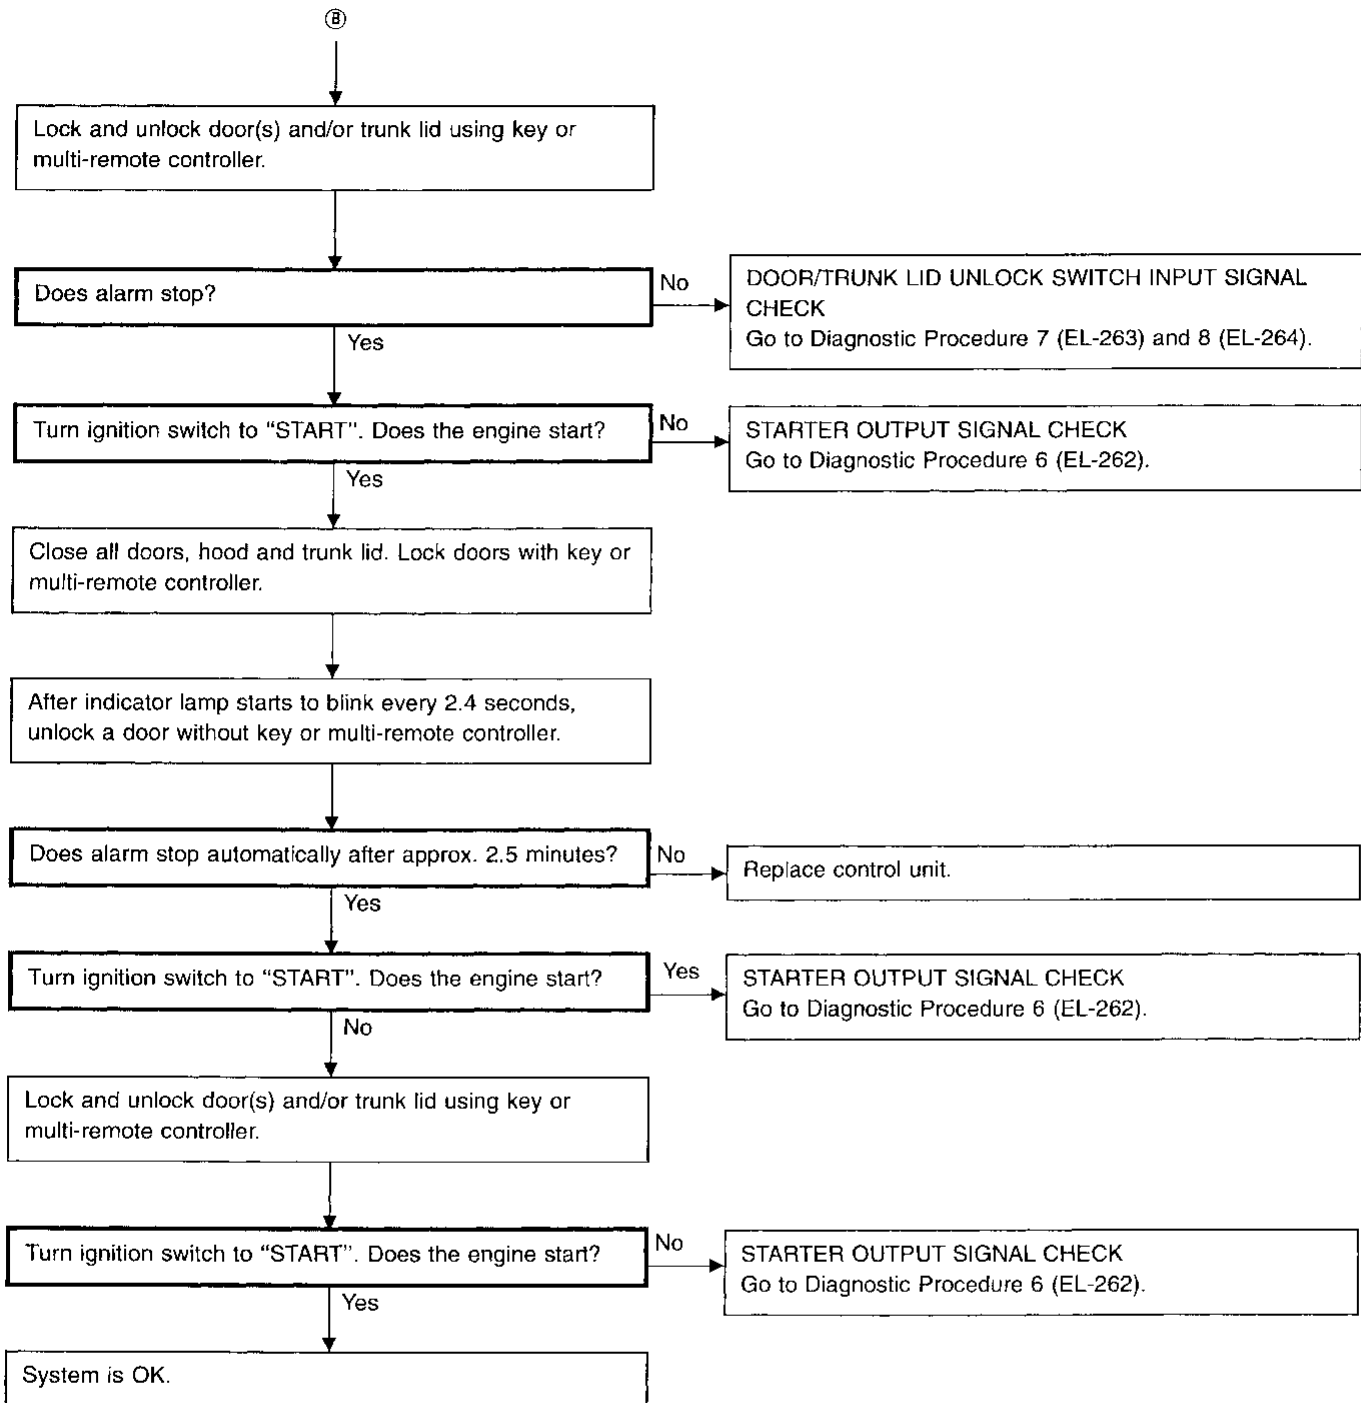 B
Lock and unlock door(s) and/or trunk lid using key or
multi-remote controller.
Does alarm stop?
No
DOOR/TRUNK LID UNLOCK SWITCH INPUT SIGNAL
CHECK
Go to Diagnostic Procedure 7 (EL-263) and 8 (EL-264).
Yes
Turn ignition switch to “START”. Does the engine start?
No
STARTER OUTPUT SIGNAL CHECK
Go to Diagnostic Procedure 6 (EL-262).
Yes
Close all doors, hood and trunk lid. Lock doors with key or
multi-remote controller.
After indicator lamp starts to blink every 2.4 seconds,
unlock a door without key or multi-remote controller.
Does alarm stop automatically after approx. 2.5 minutes?
No
Replace control unit.
Yes
Turn ignition switch to “START”. Does the engine start?
Yes
STARTER OUTPUT SIGNAL CHECK
Go to Diagnostic Procedure 6 (EL-262).
No
Lock and unlock door(s) and/or trunk lid using key or
multi-remote controller.
Turn ignition switch to “START”. Does the engine start?
No
STARTER OUTPUT SIGNAL CHECK
Go to Diagnostic Procedure 6 (EL-262).
Yes
System is OK.